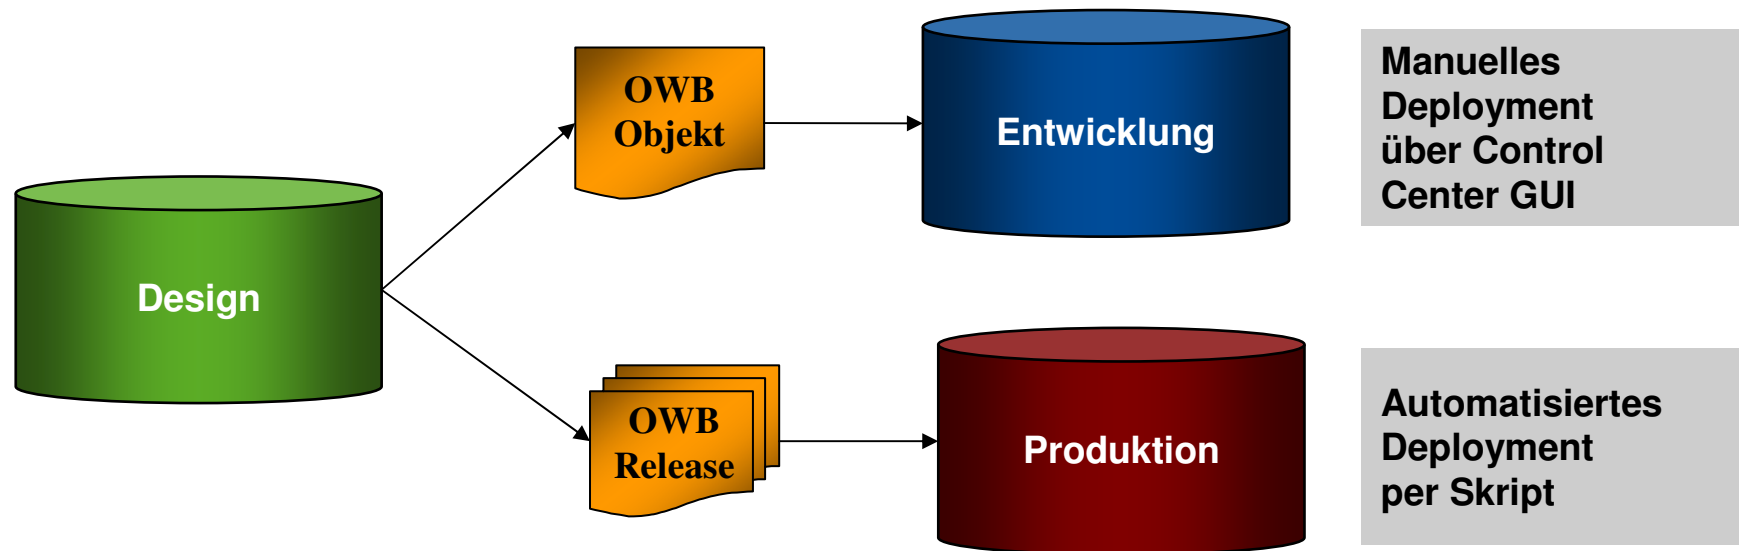 OWB
Objekt
Entwicklung
Manuelles
Deployment
über Control
Center GUI
Design
OWB
Release
Produktion
Automatisiertes
Deployment
per Skript